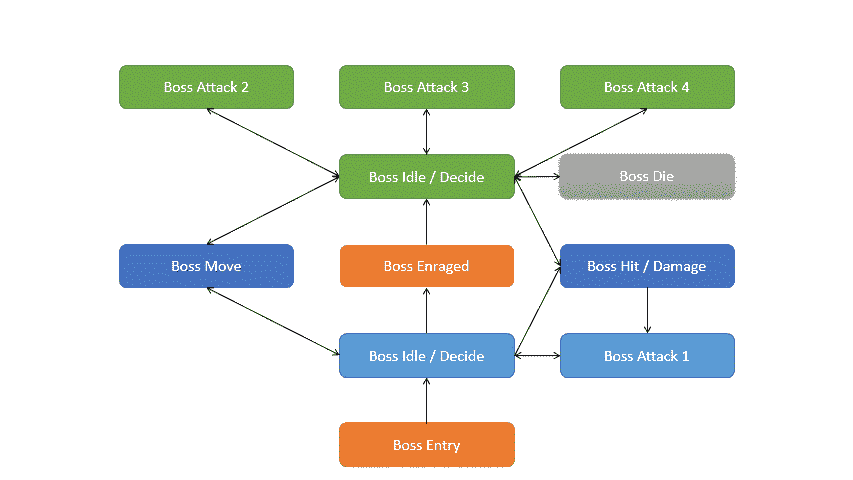 Boss Attack 2
Boss Attack 3
Boss Attack 4
Boss Idle / Decide
Boss Die
Boss Move
Boss Enraged
Boss Hit / Damage
Boss Idle / Decide
Boss Attack 1
Boss Entry